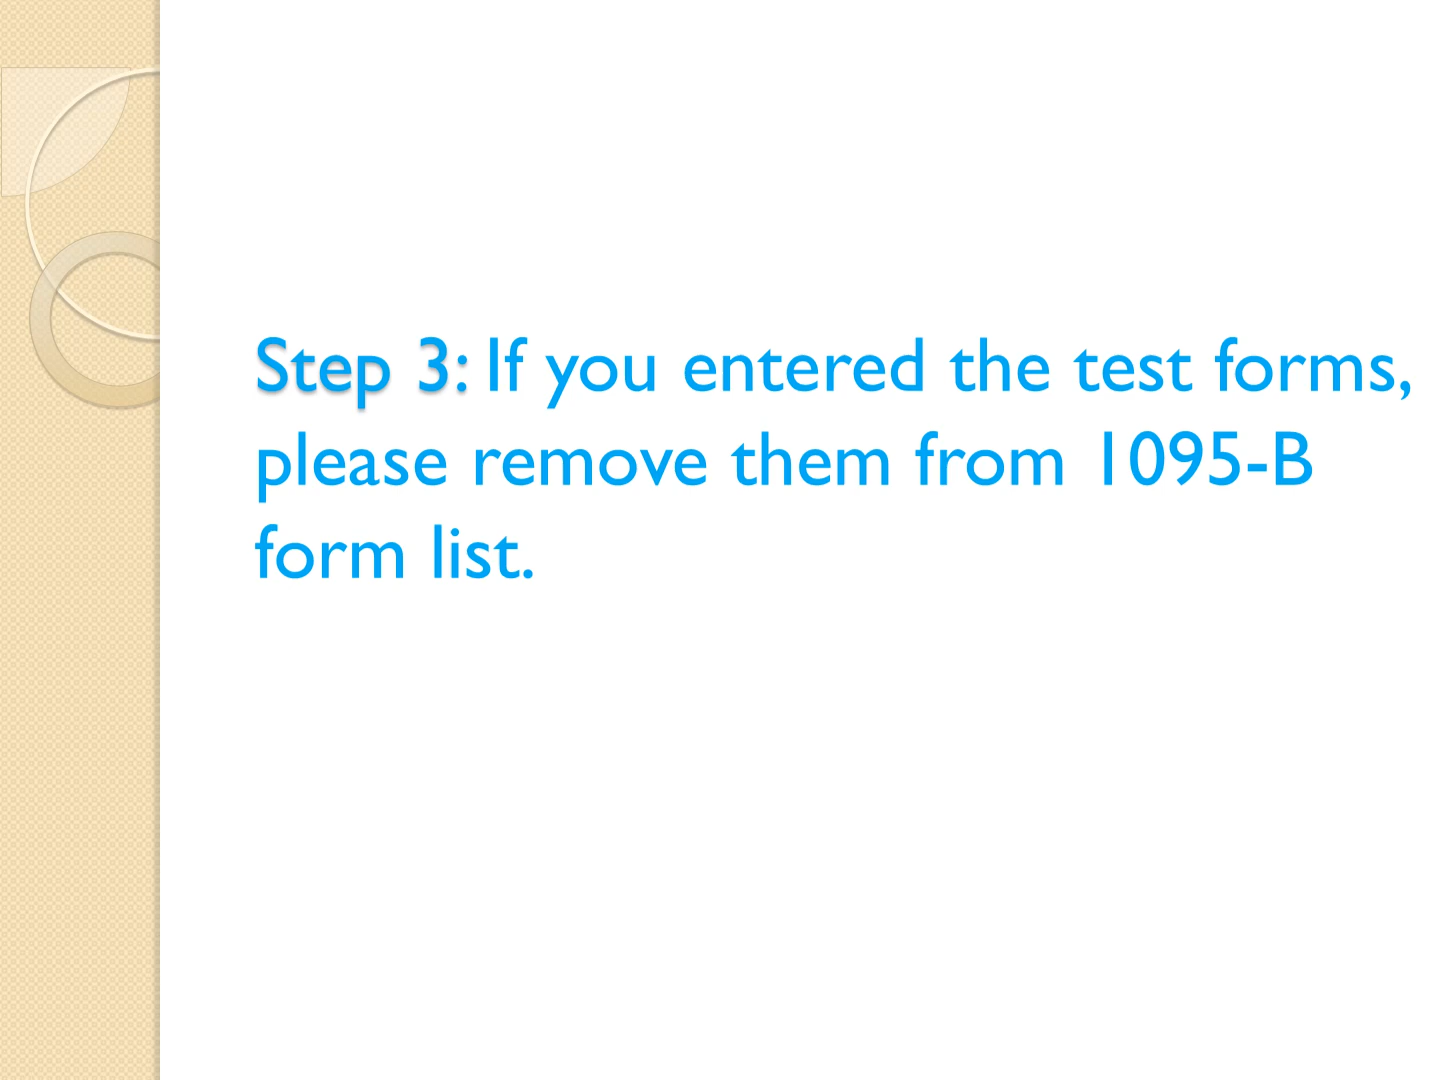 Step 3: If you entered the test forms,
please remove them from 1095-B
form list.